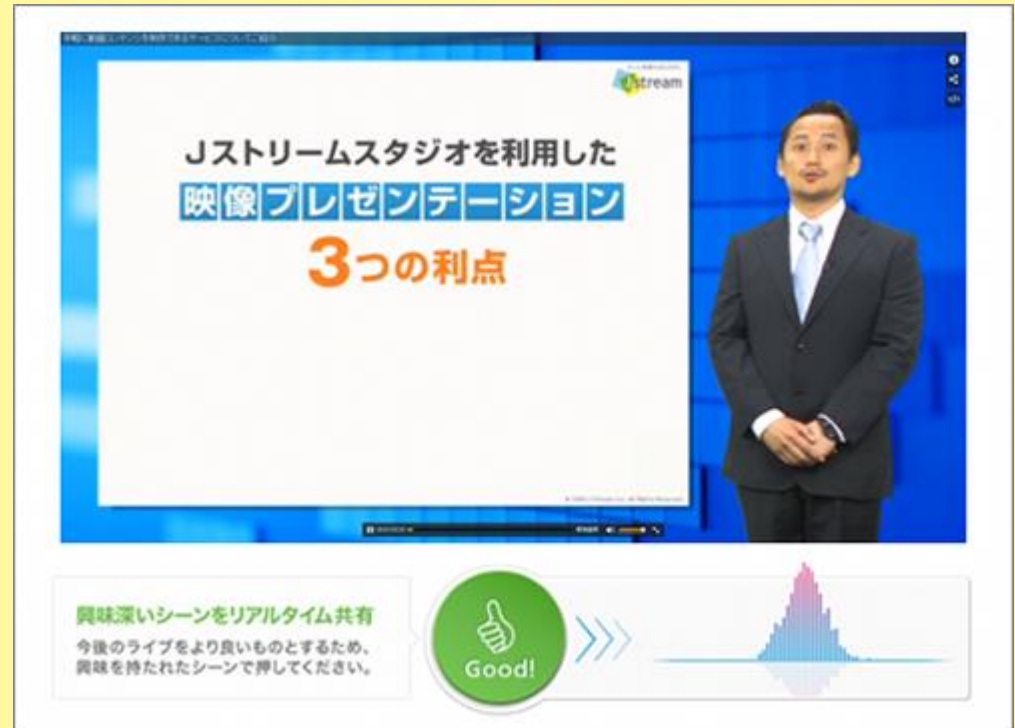 Jstream
Jストリームスタジオを利用した
映像プレゼンテーション
3つの利点
興味深いシーンをリアルタイム共有
今後のライブをより良いものとするため、
興味を持たれたシーンで押してください。
Good!